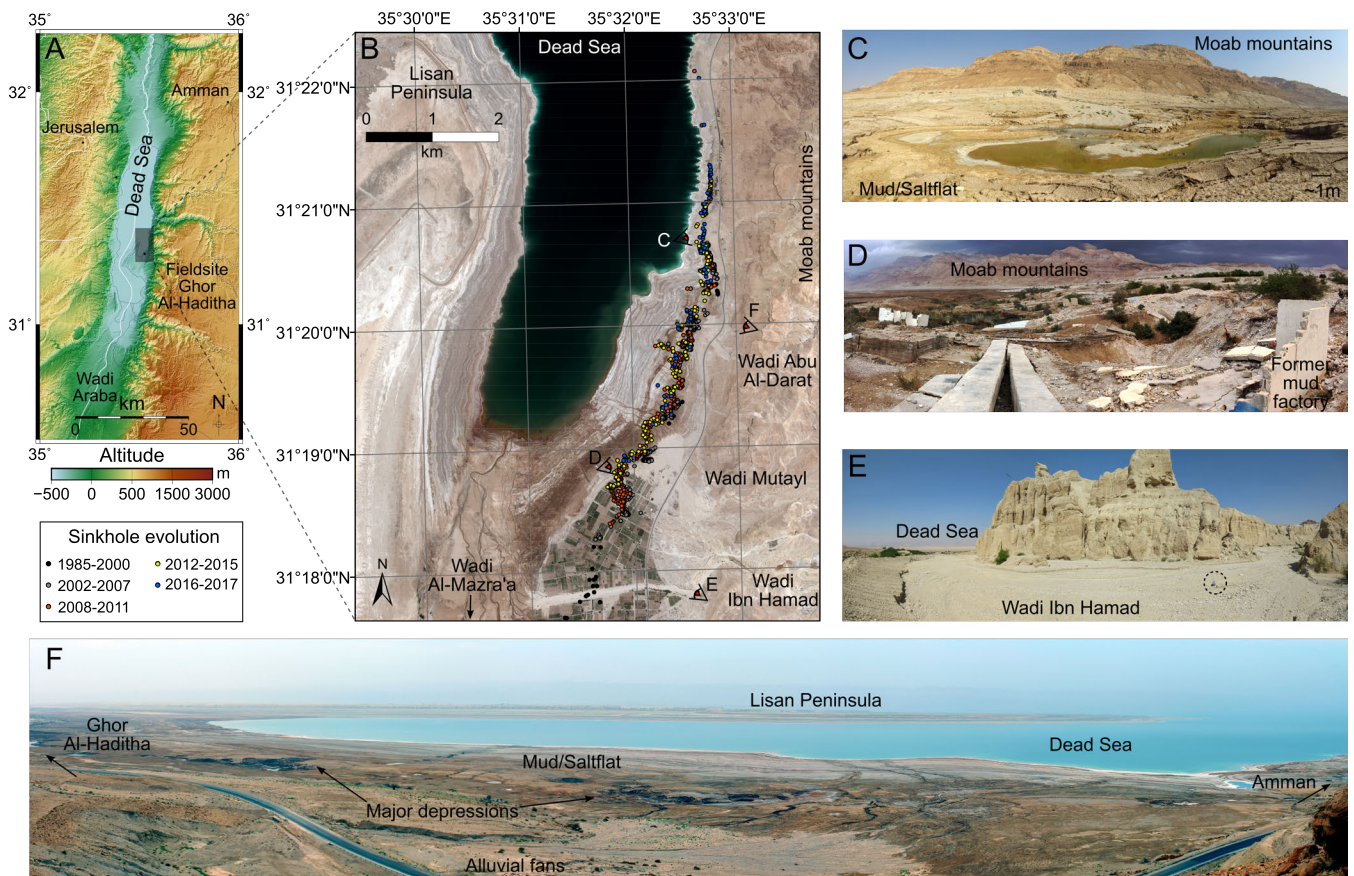 35°
36°
A
32°
32°
Amman
Jerusalem
Dead Sea
Fieldsite
Ghor
Al-Haditha
31°
31°
Wadi
Araba
km
0
50
N
35°
36°
Altitude
m
−500
0
500
1500
3000
Sinkhole evolution
1985-2000
2002-2007
2008-2011
2012-2015
2016-2017
35°30'0"E
35°31'0"E
35°32'0"E
35°33'0"E
B
Dead Sea
Lisan
Peninsula
0
1
2
km
31°22'0"N
31°21'0"N
31°20'0"N
31°19'0"N
31°18'0"N
Moab mountains
C
F
Wadi Abu
Al-Darat
D
Wadi Mutayl
N
Wadi
Al-Mazra'a
E
Wadi
Ibn Hamad
C
Moab mountains
Mud/Saltflat
~1m
D
Moab mountains
Former
mud
factory
E
Dead Sea
Wadi Ibn Hamad
F
Lisan Peninsula
Ghor
Al-Haditha
Dead Sea
Mud/Saltflat
Amman
Major depressions
Alluvial fans